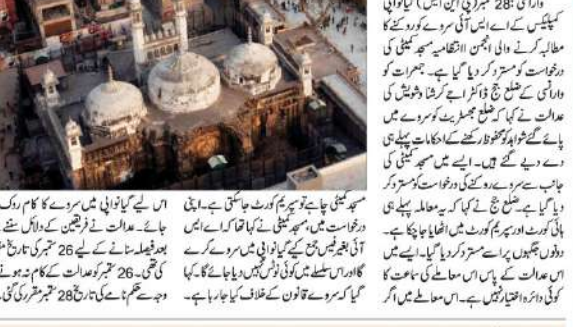 وارانسی :28 ستمبر (پی این ایس) گیانواپی
کمپلیکس کے اے ایس آئی سروے کو روکنے کا
مطالبہ کرنے والی انجمن انتظامیہ مسجد کمیٹی کی
درخواست کو مسترد کر دیا گیا ہے۔ جمعرات کو
وارانسی کے ضلع جج ڈاکٹر اجے کرشنا وشویش کی
عدالت نے کہا کہ ضلع مجسٹریٹ کو سروے میں
پائے گئے شواہد کو محفوظ رکھنے کے احکامات پہلے ہی
دے دیے گئے ہیں۔ ایسے میں مسجد کمیٹی کی
جانب سے سروے روکنے کی درخواست کو مسترد کر
دیا گیا ہے۔ ضلع جج نے کہا کہ یہ معاملہ پہلے ہی
ہائی کورٹ اور سپریم کورٹ میں اٹھایا جا چکا ہے۔
دونوں جگہوں پر اسے مسترد کر دیا گیا۔ ایسے میں
اس عدالت کے پاس اس معاملے کی سماعت کا
کوئی دائرہ اختیار نہیں ہے۔ اس معاملے میں اگر
مسجد کمیٹی چاہے تو سپریم کورٹ جا سکتی ہے۔ اپنی
درخواست میں، مسجد کمیٹی نے کہا تھا کہ اے ایس
آئی بغیر فیس جمع کیے گیانواپی میں سروے کرے
گا اور اس سلسلے میں کوئی نوٹس نہیں دیا جائے گا۔ کہا
گیا کہ سروے قانون کے خلاف کیا جا رہا ہے۔
اس لیے گیانواپی میں سروے کا کام روک
جائے۔ عدالت نے فریقین کے دلائل سننے
بعد فیصلہ سنانے کے لیے 26 ستمبر کی تاریخ
کی تھی۔ 26 ستمبر کو عدالت کے کام نہ ہونے
وجہ سے حکم نامے کی تاریخ 28 ستمبر مقرر کی گئی۔